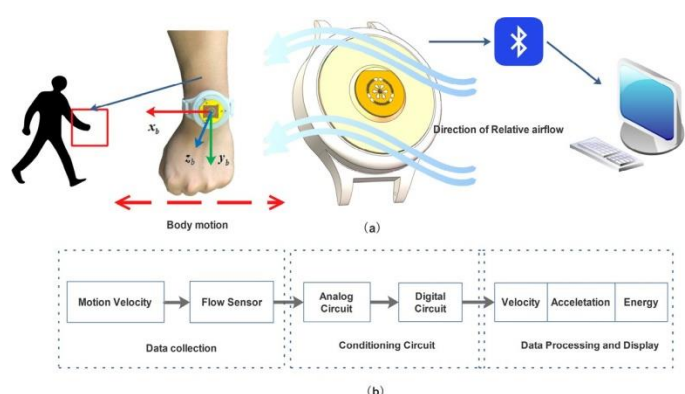 x_b
z_b
y_b
Direction of Relative airflow
Body motion
(a)
Motion Velocity
Flow Sensor
Analog
Circuit
Digital
Circuit
Velocity
Acceletation
Energy
Data collection
Conditioning Circuit
Data Processing and Display
(b)